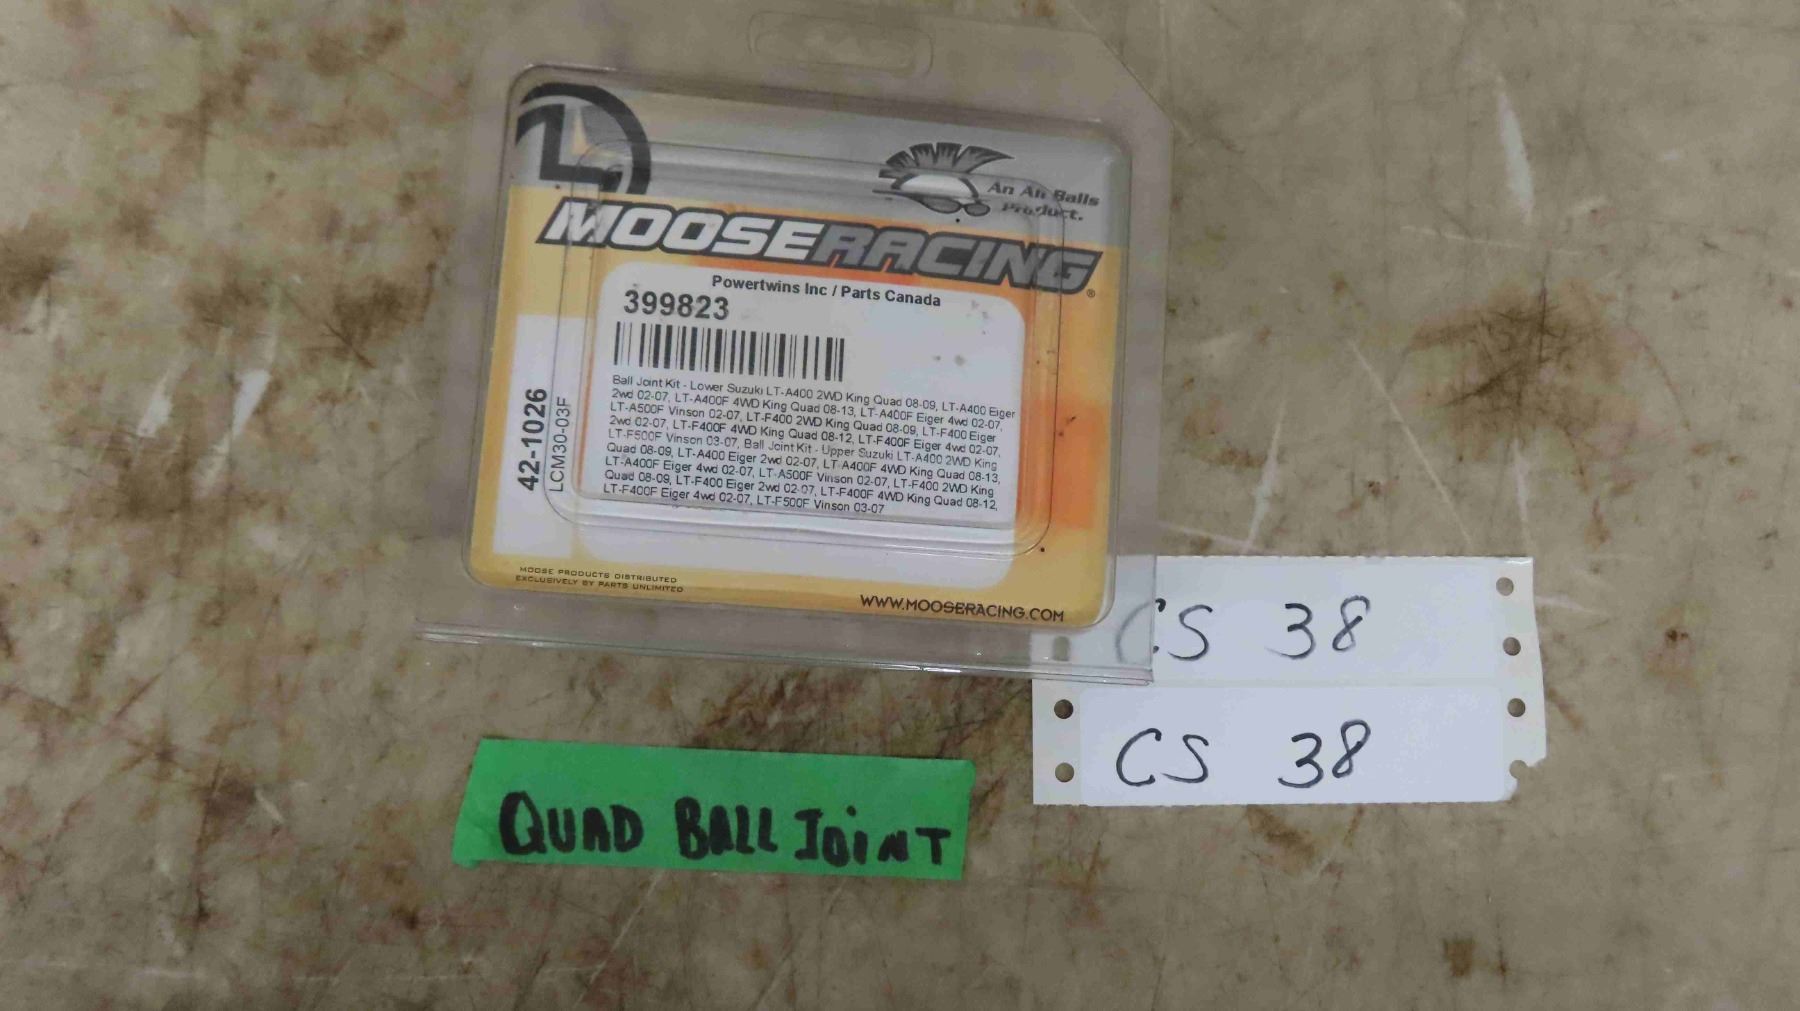 An Ah Balls
Product.
MOOSERACING®
Powertwins Inc / Parts Canada
399823
42-1026
LCM30-03F
Ball Joint Kit - Lower Suzuki LT-A400 2WD King Quad 08-09, LT-A400 Eiger
2wd 02-07, LT-A400F 4WD King Quad 08-13, LT-A400F Eiger 4wd 02-07,
LT-A500F Vinson 02-07, LT-F400 2WD King Quad 08-09, LT-F400 Eiger
2wd 02-07, LT-F400F 4WD King Quad 08-12, LT-F400F Eiger 4wd 02-07,
LT-F500F Vinson 03-07, Ball Joint Kit - Upper Suzuki LT-A400 2WD King
Quad 08-09, LT-A400 Eiger 2wd 02-07, LT-A400F 4WD King Quad 08-13,
LT-A400F Eiger 4wd 02-07, LT-A500F Vinson 02-07, LT-F400 2WD King
Quad 08-09, LT-F400 Eiger 2wd 02-07, LT-F400F 4WD King Quad 08-12,
LT-F400F Eiger 4wd 02-07, LT-F500F Vinson 03-07
MOOSE PRODUCTS DISTRIBUTED
EXCLUSIVELY BY PARTS UNLIMITED
WWW.MOOSERACING.COM
CS 38
CS 38
QUAD BALL JOINT